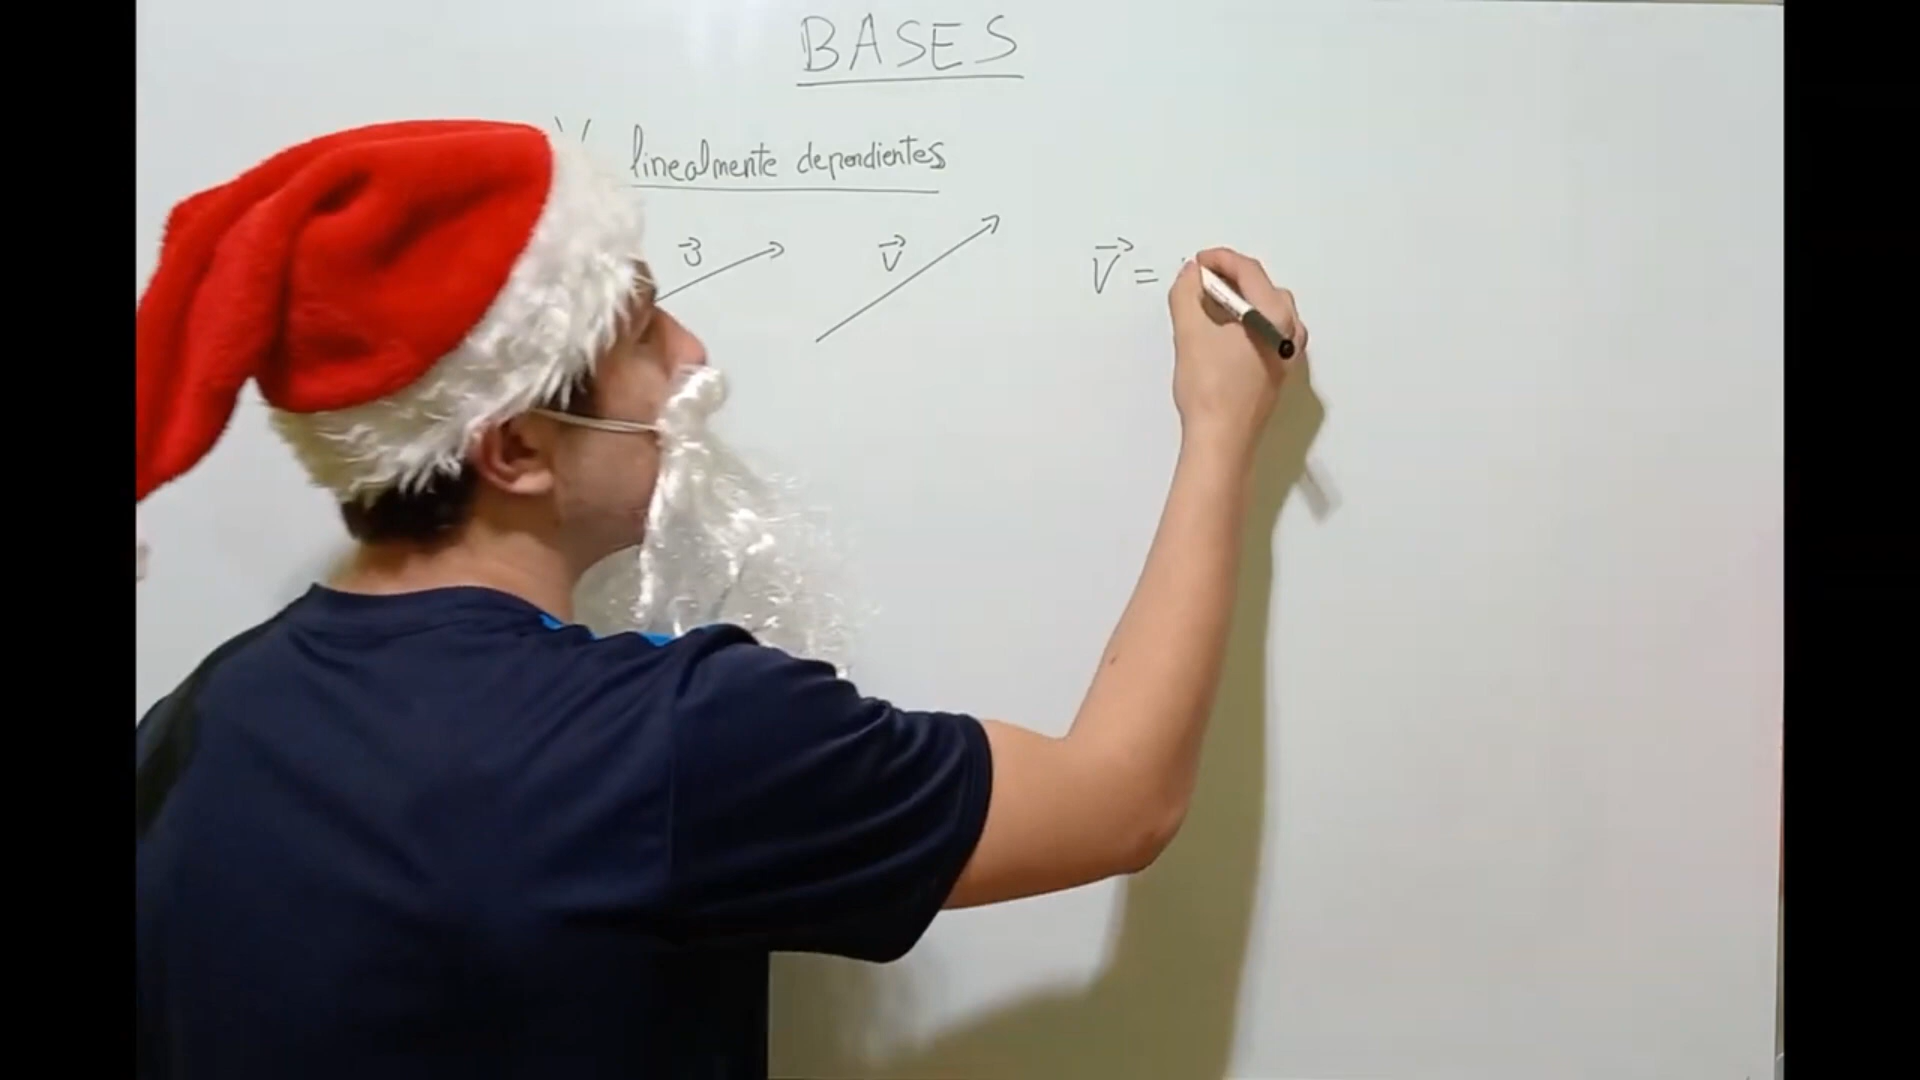 BASES
linealmente dependientes
u⃗ v⃗ v⃗ =